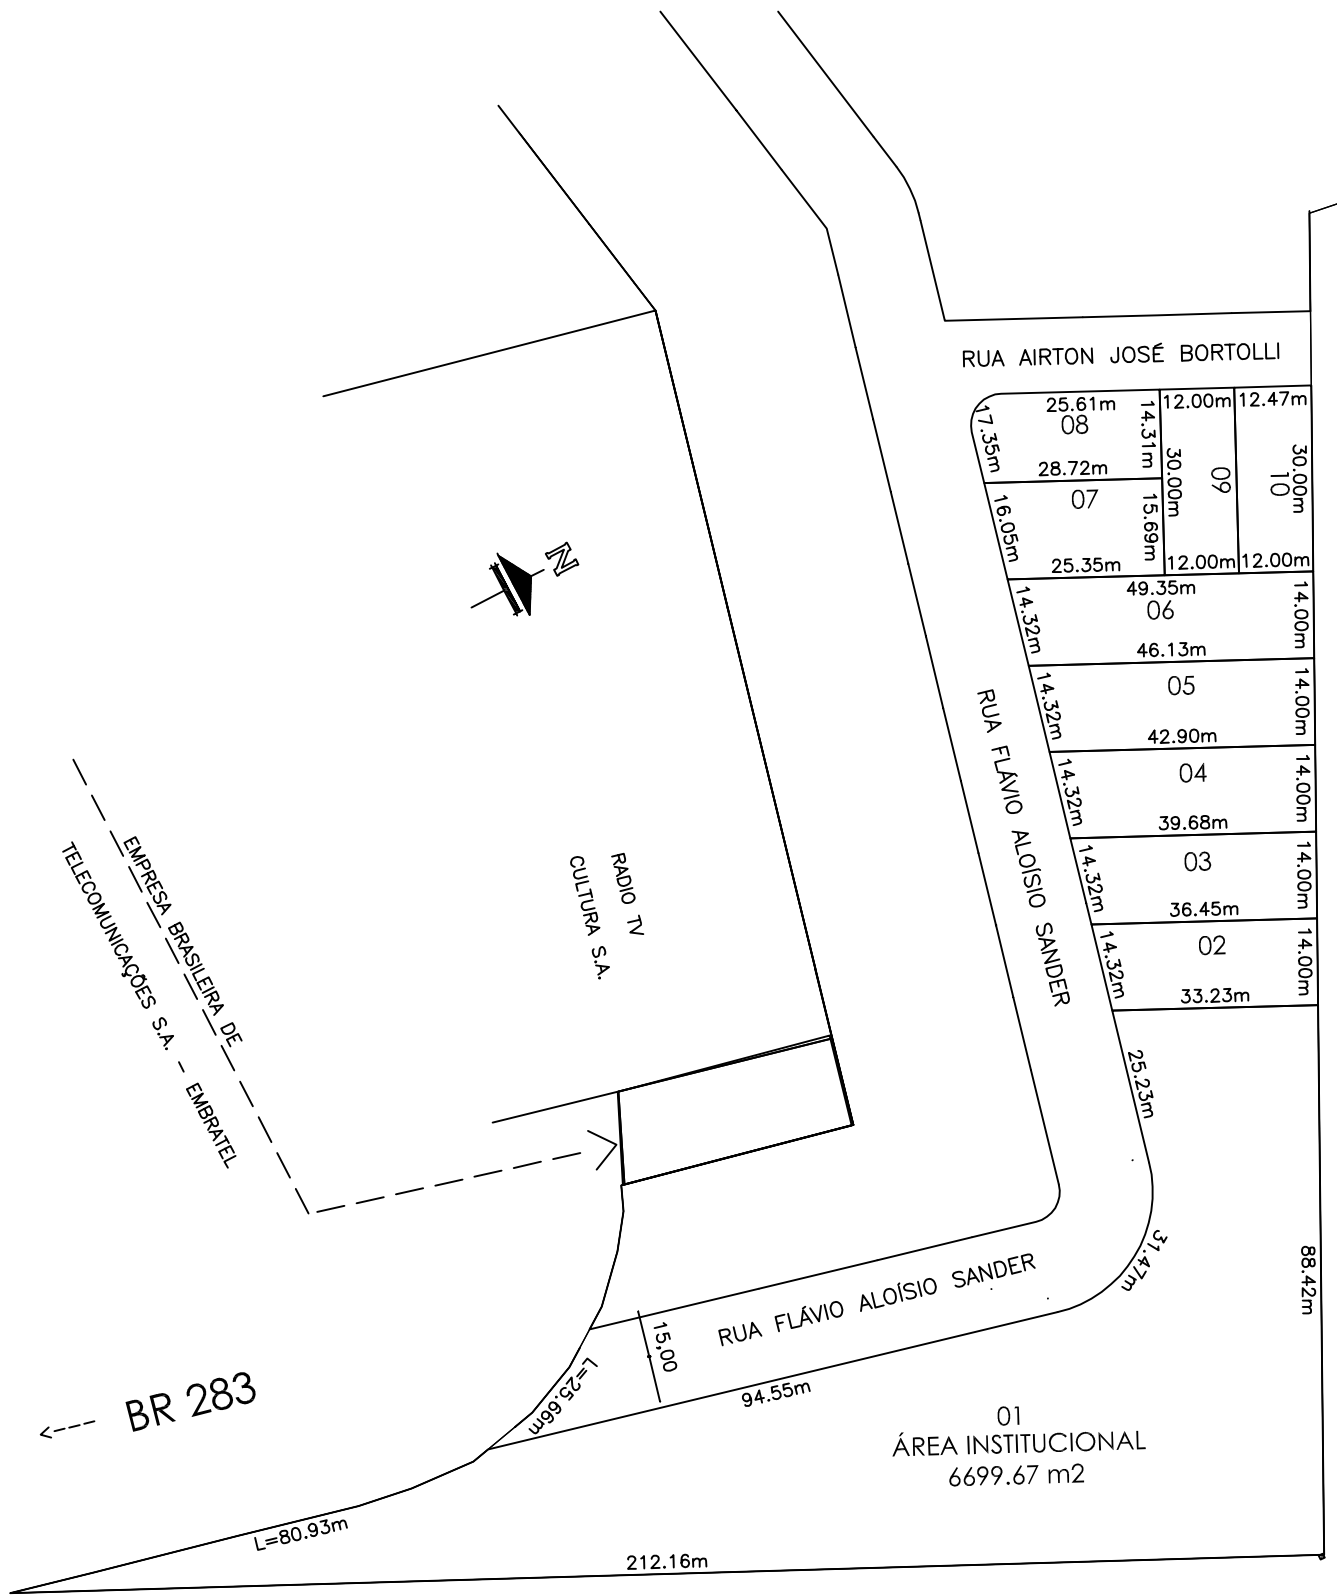 RUA AIRTON JOSÉ BORTOLLI
25.61m
12.00m
12.47m
17.35m
08
14.31m
28.72m
30.00m
09
10
30.00m
07
16.05m
15.69m
25.35m
12.00m
12.00m
N
49.35m
06
14.32m
14.00m
46.13m
05
14.32m
14.00m
42.90m
04
14.32m
14.00m
39.68m
03
14.32m
14.00m
36.45m
02
14.32m
14.00m
33.23m
RUA FLÁVIO ALOÍSIO SANDER
RADIO TV
CULTURA S.A.
EMPRESA BRASILEIRA DE
TELECOMUNICAÇÕES S.A. - EMBRATEL
25.23m
31.47m
88.42m
RUA FLÁVIO ALOÍSIO SANDER
15,00
L=25.66m
94.55m
BR 283
01
ÁREA INSTITUCIONAL
6699.67 m2
L=80.93m
212.16m